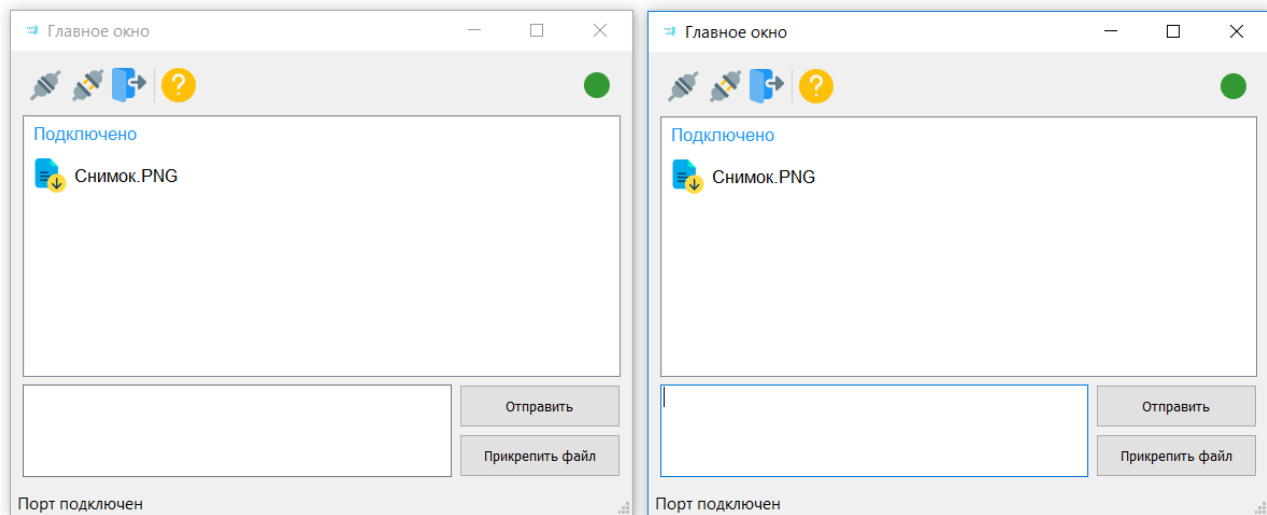 Главное окно
Подключено
Снимок.PNG
Отправить
Прикрепить файл
Порт подключен
Главное окно
Подключено
Снимок.PNG
Отправить
Прикрепить файл
Порт подключен